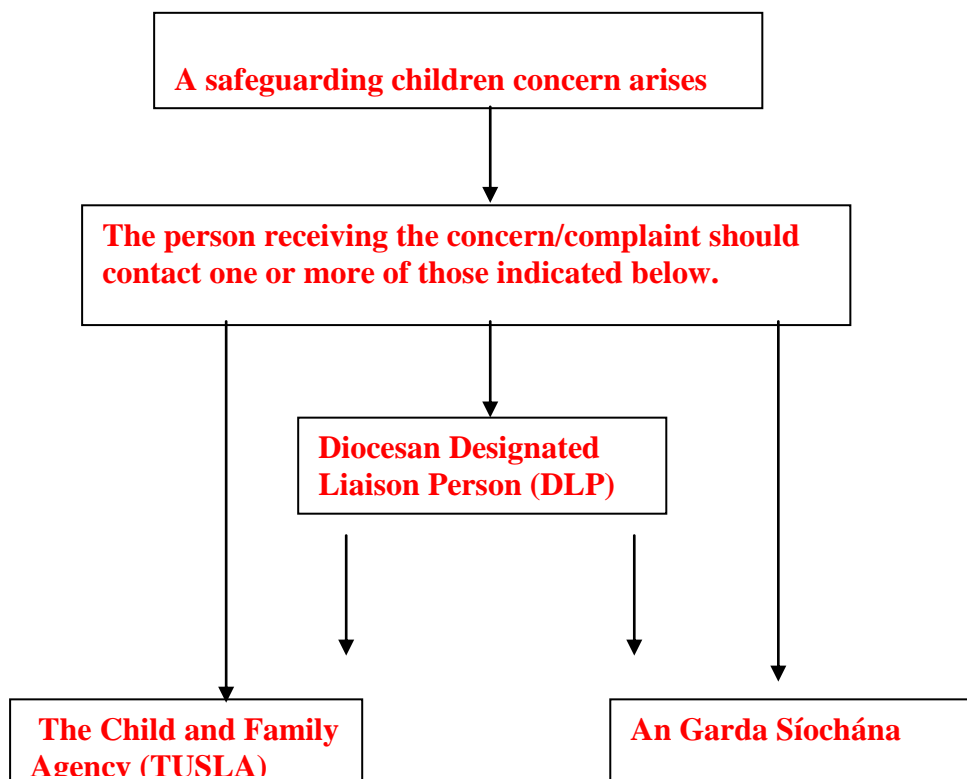 A safeguarding children concern arises
The person receiving the concern/complaint should
contact one or more of those indicated below.
Diocesan Designated
Liaison Person (DLP)
The Child and Family
Agency (TUSLA)
An Garda Síochána